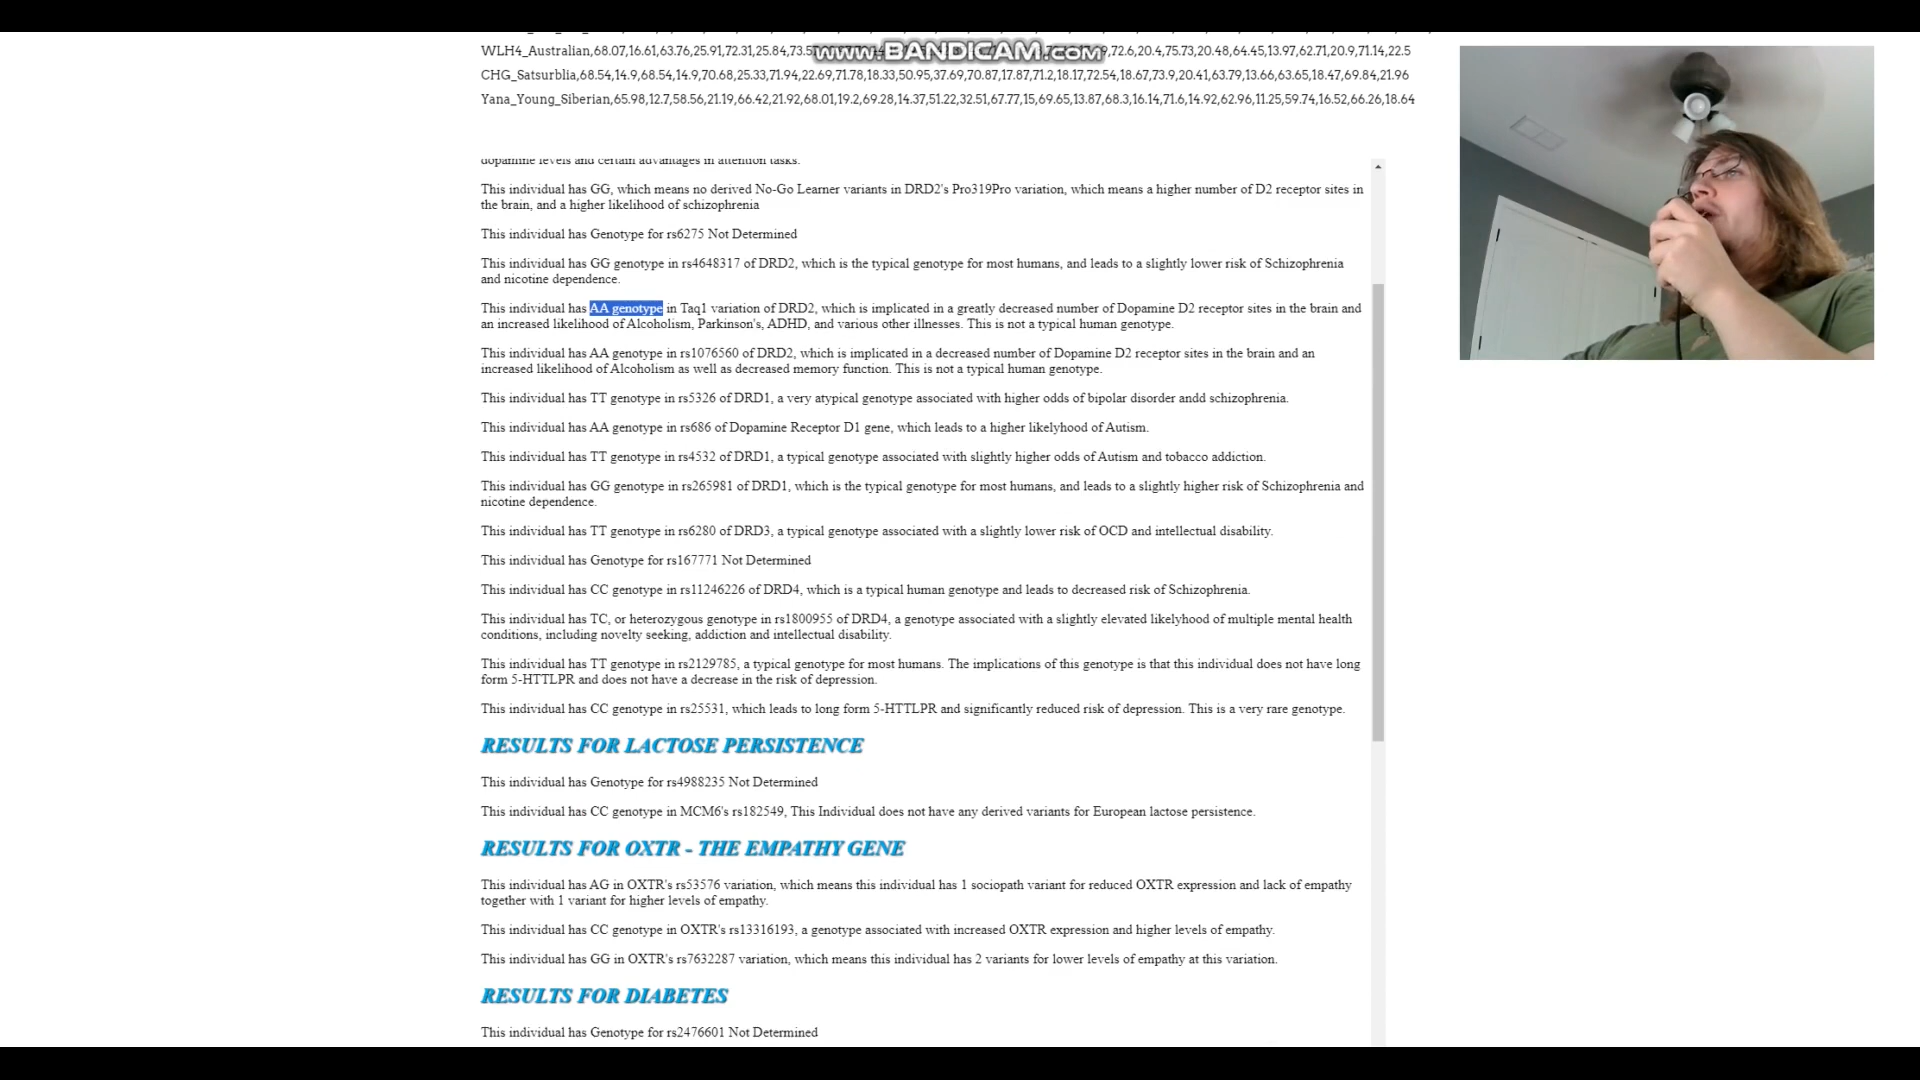 WLH4_Australian,68.07,16.61,63.76,25.91,72.31,25.84,73.5 9,72.6,20.4,75.73,20.48,64.45,13.97,62.71,20.9,71.14,22.5
www.BANDICAM.com
CHG_Satsurblia,68.54,14.9,68.54,14.9,70.68,25.33,71.94,22.69,71.78,18.33,50.95,37.69,70.87,17.87,71.2,18.17,72.54,18.67,73.9,20.41,63.79,13.66,63.65,18.47,69.84,21.96
Yana_Young_Siberian,65.98,12.7,58.56,21.19,66.42,21.92,68.01,19.2,69.28,14.37,51.22,32.51,67.77,15,69.65,13.87,68.3,16.14,71.6,14.92,62.96,11.25,59.74,16.52,66.26,18.64
dopamine levels and certain advantages in attention tasks.
This individual has GG, which means no derived No-Go Learner variants in DRD2's Pro319Pro variation, which means a higher number of D2 receptor sites in
the brain, and a higher likelihood of schizophrenia
This individual has Genotype for rs6275 Not Determined
This individual has GG genotype in rs4648317 of DRD2, which is the typical genotype for most humans, and leads to a slightly lower risk of Schizophrenia
and nicotine dependence.
This individual has AA genotype in Taq1 variation of DRD2, which is implicated in a greatly decreased number of Dopamine D2 receptor sites in the brain and
an increased likelihood of Alcoholism, Parkinson's, ADHD, and various other illnesses. This is not a typical human genotype.
This individual has AA genotype in rs1076560 of DRD2, which is implicated in a decreased number of Dopamine D2 receptor sites in the brain and an
increased likelihood of Alcoholism as well as decreased memory function. This is not a typical human genotype.
This individual has TT genotype in rs5326 of DRD1, a very atypical genotype associated with higher odds of bipolar disorder andd schizophrenia.
This individual has AA genotype in rs686 of Dopamine Receptor D1 gene, which leads to a higher likelyhood of Autism.
This individual has TT genotype in rs4532 of DRD1, a typical genotype associated with slightly higher odds of Autism and tobacco addiction.
This individual has GG genotype in rs265981 of DRD1, which is the typical genotype for most humans, and leads to a slightly higher risk of Schizophrenia and
nicotine dependence.
This individual has TT genotype in rs6280 of DRD3, a typical genotype associated with a slightly lower risk of OCD and intellectual disability.
This individual has Genotype for rs167771 Not Determined
This individual has CC genotype in rs11246226 of DRD4, which is a typical human genotype and leads to decreased risk of Schizophrenia.
This individual has TC, or heterozygous genotype in rs1800955 of DRD4, a genotype associated with a slightly elevated likelyhood of multiple mental health
conditions, including novelty seeking, addiction and intellectual disability.
This individual has TT genotype in rs2129785, a typical genotype for most humans. The implications of this genotype is that this individual does not have long
form 5-HTTLPR and does not have a decrease in the risk of depression.
This individual has CC genotype in rs25531, which leads to long form 5-HTTLPR and significantly reduced risk of depression. This is a very rare genotype.
RESULTS FOR LACTOSE PERSISTENCE
This individual has Genotype for rs4988235 Not Determined
This individual has CC genotype in MCM6's rs182549, This Individual does not have any derived variants for European lactose persistence.
RESULTS FOR OXTR - THE EMPATHY GENE
This individual has AG in OXTR's rs53576 variation, which means this individual has 1 sociopath variant for reduced OXTR expression and lack of empathy
together with 1 variant for higher levels of empathy.
This individual has CC genotype in OXTR's rs13316193, a genotype associated with increased OXTR expression and higher levels of empathy.
This individual has GG in OXTR's rs7632287 variation, which means this individual has 2 variants for lower levels of empathy at this variation.
RESULTS FOR DIABETES
This individual has Genotype for rs2476601 Not Determined